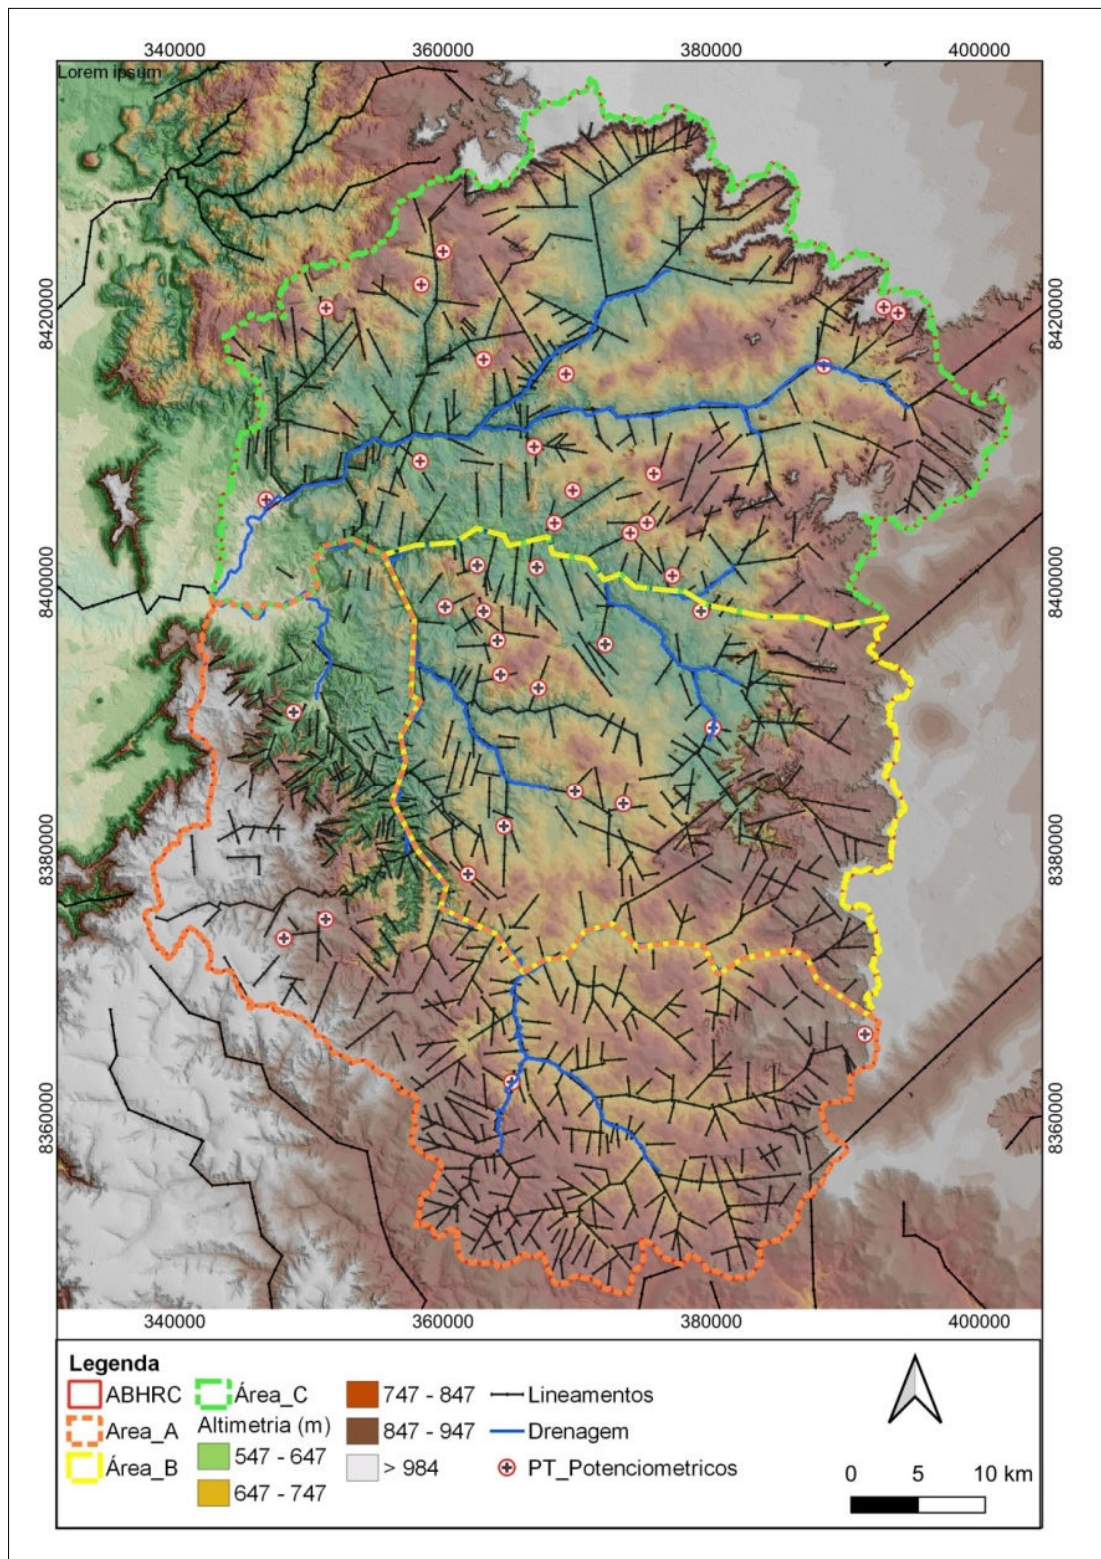 340000 360000 380000 400000
Lorem ipsum
8420000 8420000
8400000 8400000
8380000 8380000
8360000 8360000
340000 360000 380000 400000
Legenda
ABHRC
Area_A
Área_B
Área_C
Altimetria (m)
547 - 647
647 - 747
747 - 847
847 - 947
> 984
Lineamentos
Drenagem
PT_Potenciometricos
0 5 10 km